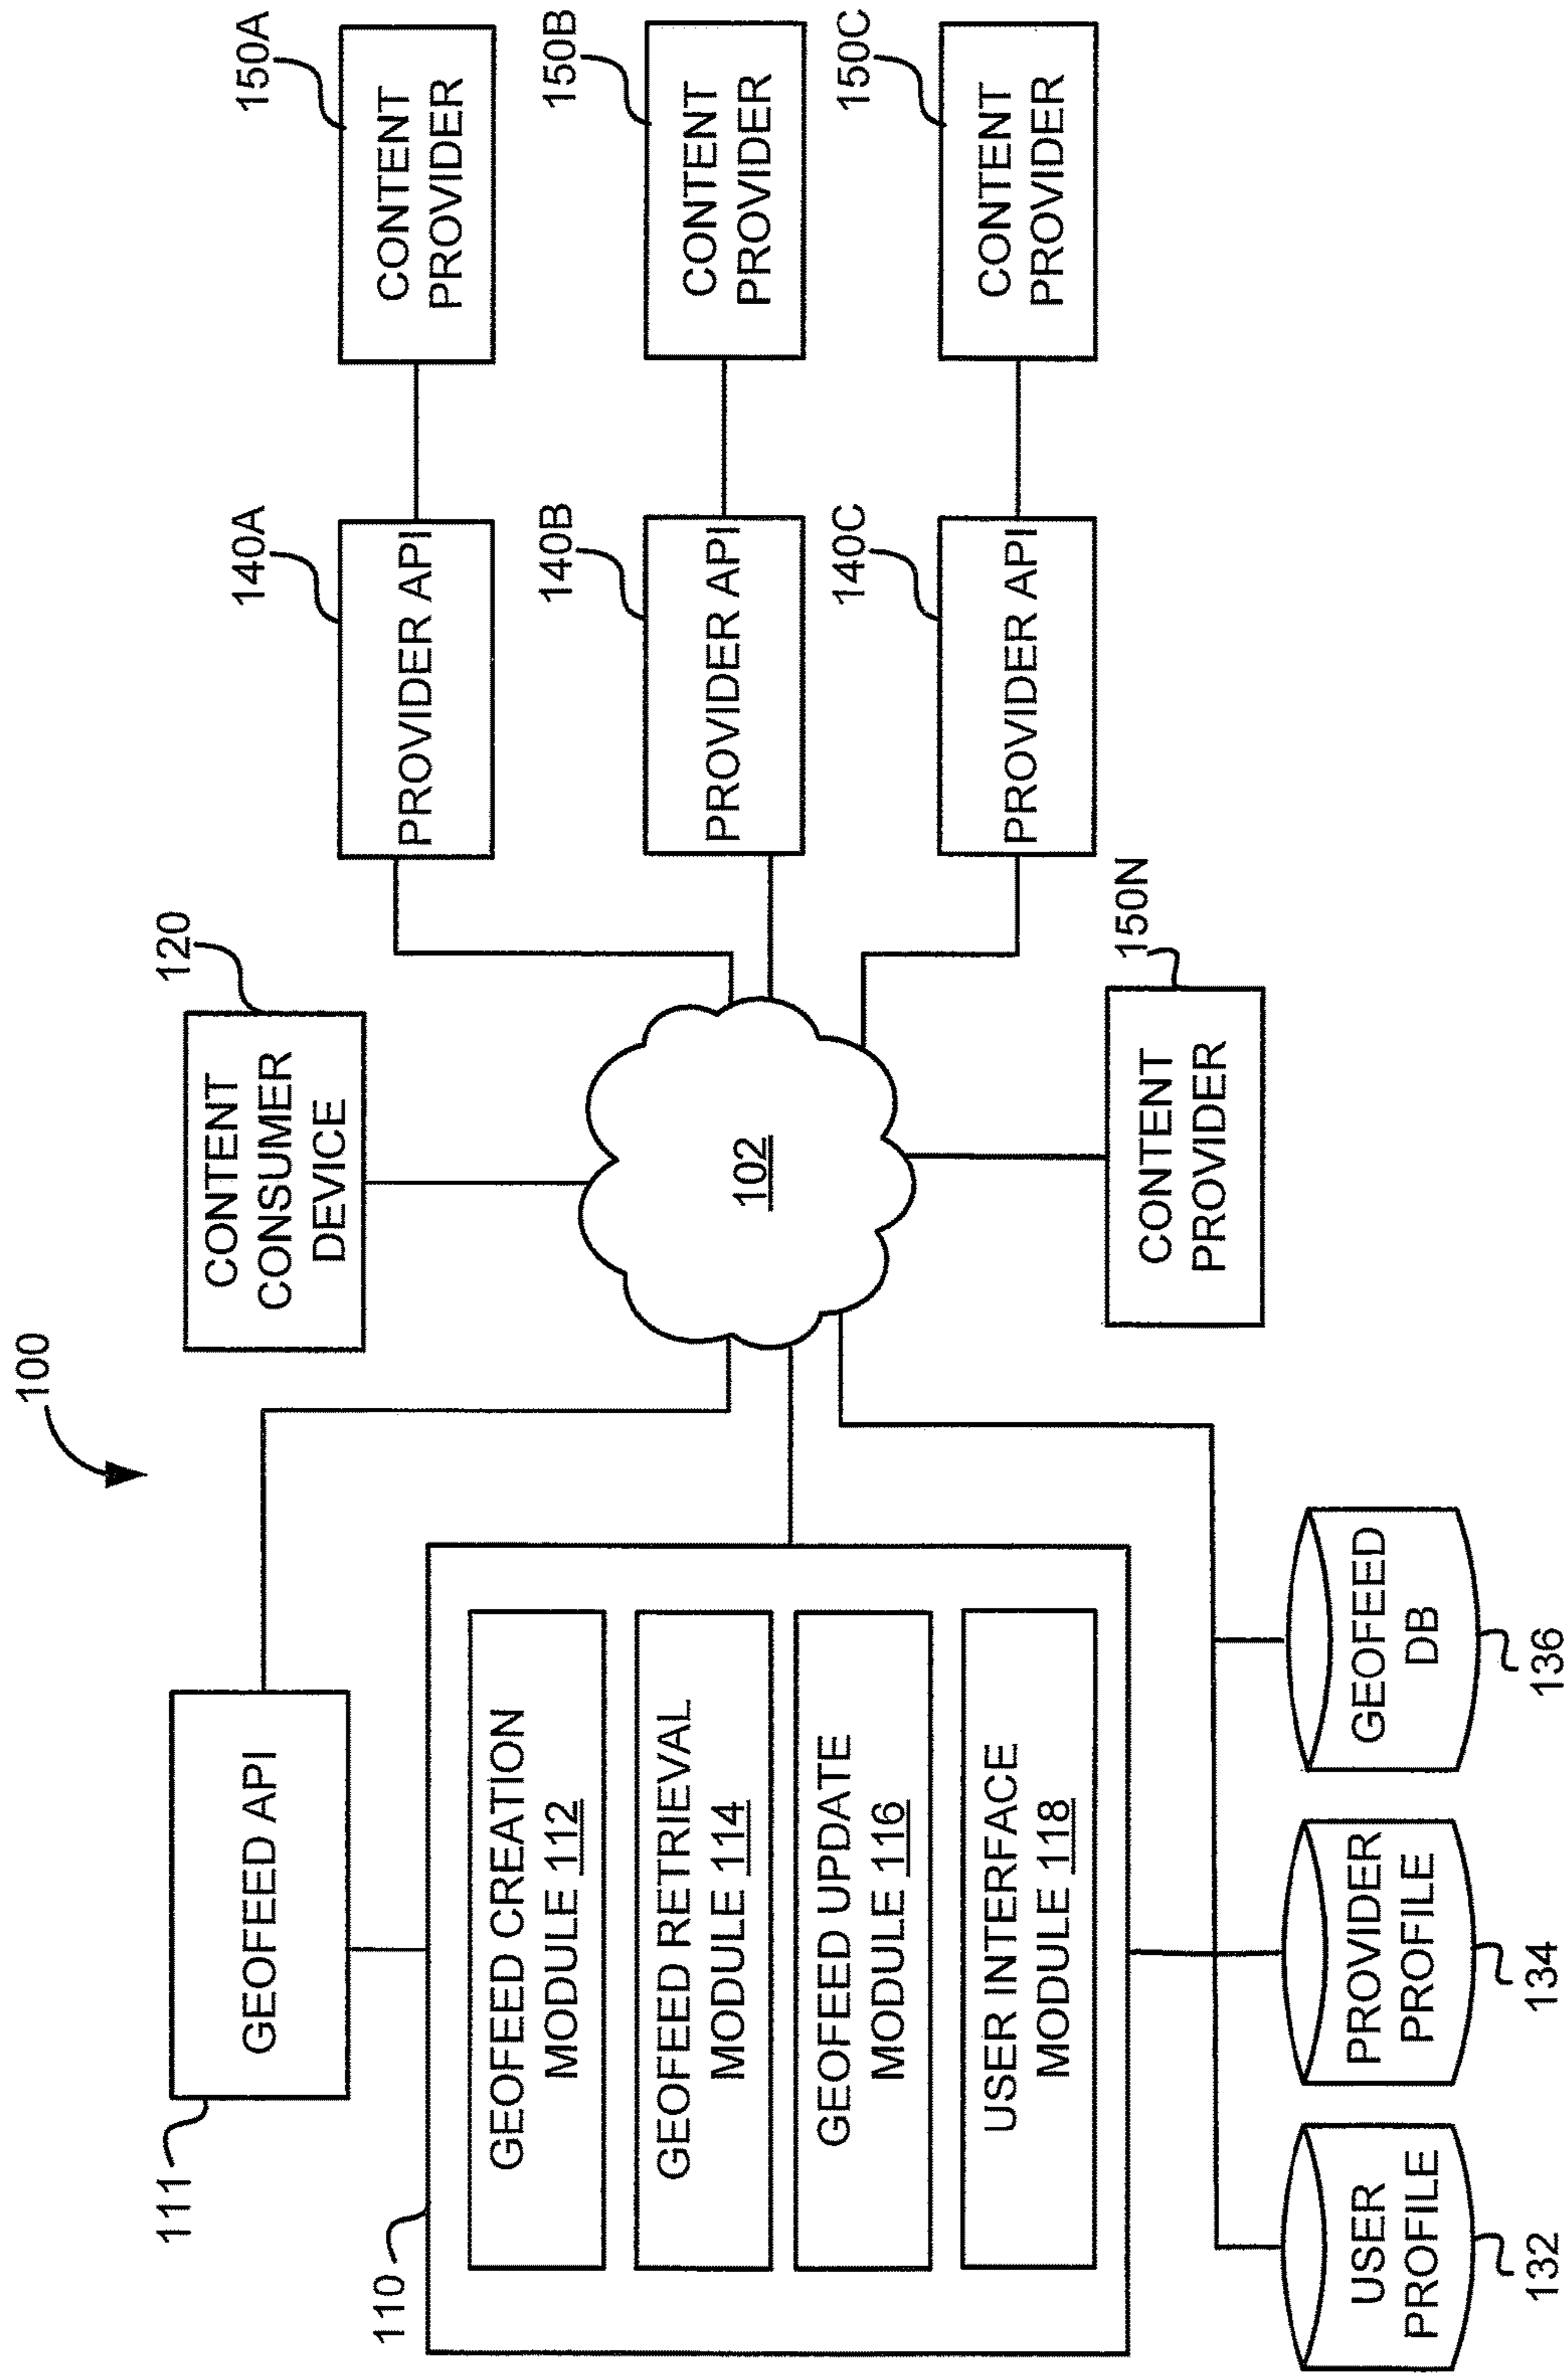 100
111
GEOFEED API
110
GEOFEED CREATION
MODULE 112
GEOFEED RETRIEVAL
MODULE 114
GEOFEED UPDATE
MODULE 116
USER INTERFACE
MODULE 118
USER
PROFILE
132
PROVIDER
PROFILE
134
GEOFEED
DB
136
120
CONTENT
CONSUMER
DEVICE
102
150N
CONTENT
PROVIDER
140A
PROVIDER API
150A
CONTENT
PROVIDER
140B
PROVIDER API
150B
CONTENT
PROVIDER
140C
PROVIDER API
150C
CONTENT
PROVIDER